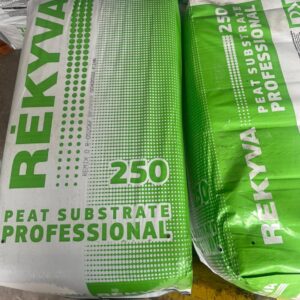 RĖKYVA
250
PEAT SUBSTRATE
PROFESSIONAL
RĖKYVA
250
PEAT SUBSTRATE
PROFESSIONAL